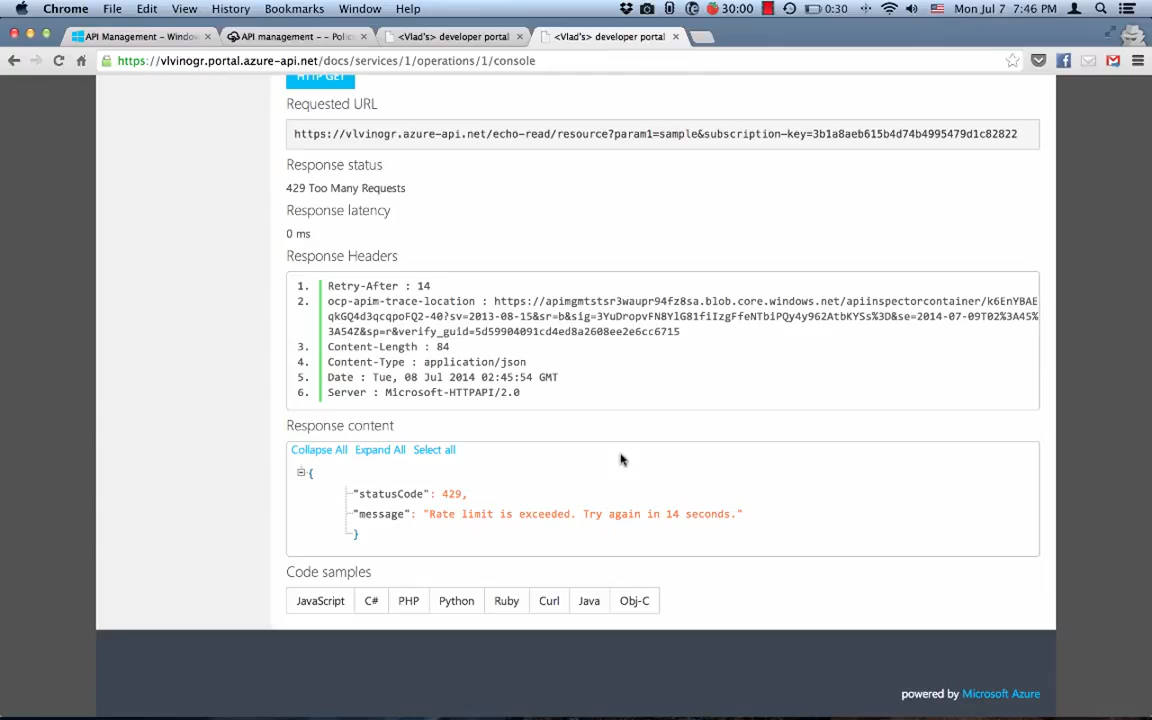 Chrome File Edit View History Bookmarks Window Help 30:00 0:30 Mon Jul 7 7:46 PM
API Management – Window API management – – Polic <Vlad's> developer portal <Vlad's> developer portal
https://vlvinogr.portal.azure-api.net/docs/services/1/operations/1/console
HTTP GET
Requested URL
https://vlvinogr.azure-api.net/echo-read/resource?param1=sample&subscription-key=3b1a8aeb615b4d74b4995479d1c82822
Response status
429 Too Many Requests
Response latency
0 ms
Response Headers
1. Retry-After : 14
2. ocp-apim-trace-location : https://apimgmtstsr3waupr94fz8sa.blob.core.windows.net/apiinspectorcontainer/k6EnYBAE
qkGQ4d3qcqpoFQ2-40?sv=2013-08-15&sr=b&sig=3YuDropvFN8YlG81fiIzgFfeNTbiPQy4y962AtbKYSs%3D&se=2014-07-09T02%3A45%
3A54Z&sp=r&verify_guid=5d59904091cd4ed8a2608ee2e6cc6715
3. Content-Length : 84
4. Content-Type : application/json
5. Date : Tue, 08 Jul 2014 02:45:54 GMT
6. Server : Microsoft-HTTPAPI/2.0
Response content
Collapse All Expand All Select all
{
"statusCode": 429,
"message": "Rate limit is exceeded. Try again in 14 seconds."
}
Code samples
JavaScript C# PHP Python Ruby Curl Java Obj-C
powered by Microsoft Azure